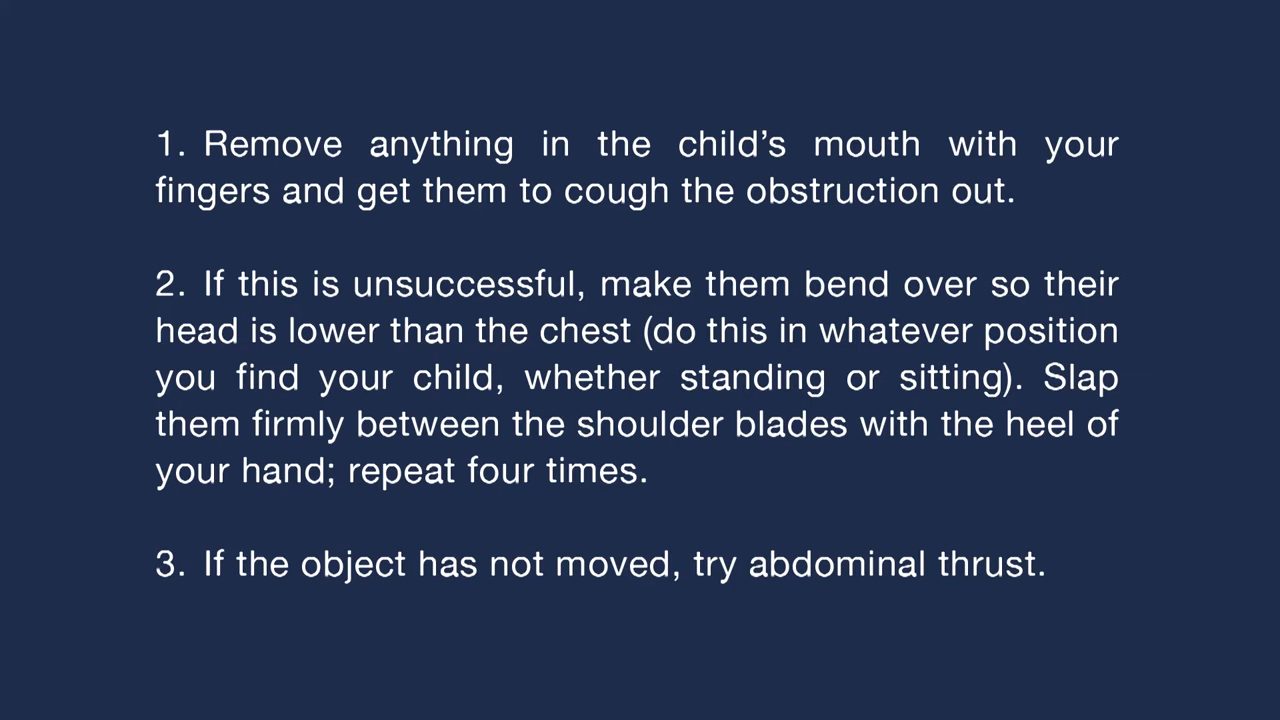 1. Remove anything in the child's mouth with your
fingers and get them to cough the obstruction out.
2. If this is unsuccessful, make them bend over so their
head is lower than the chest (do this in whatever position
you find your child, whether standing or sitting). Slap
them firmly between the shoulder blades with the heel of
your hand; repeat four times.
3. If the object has not moved, try abdominal thrust.